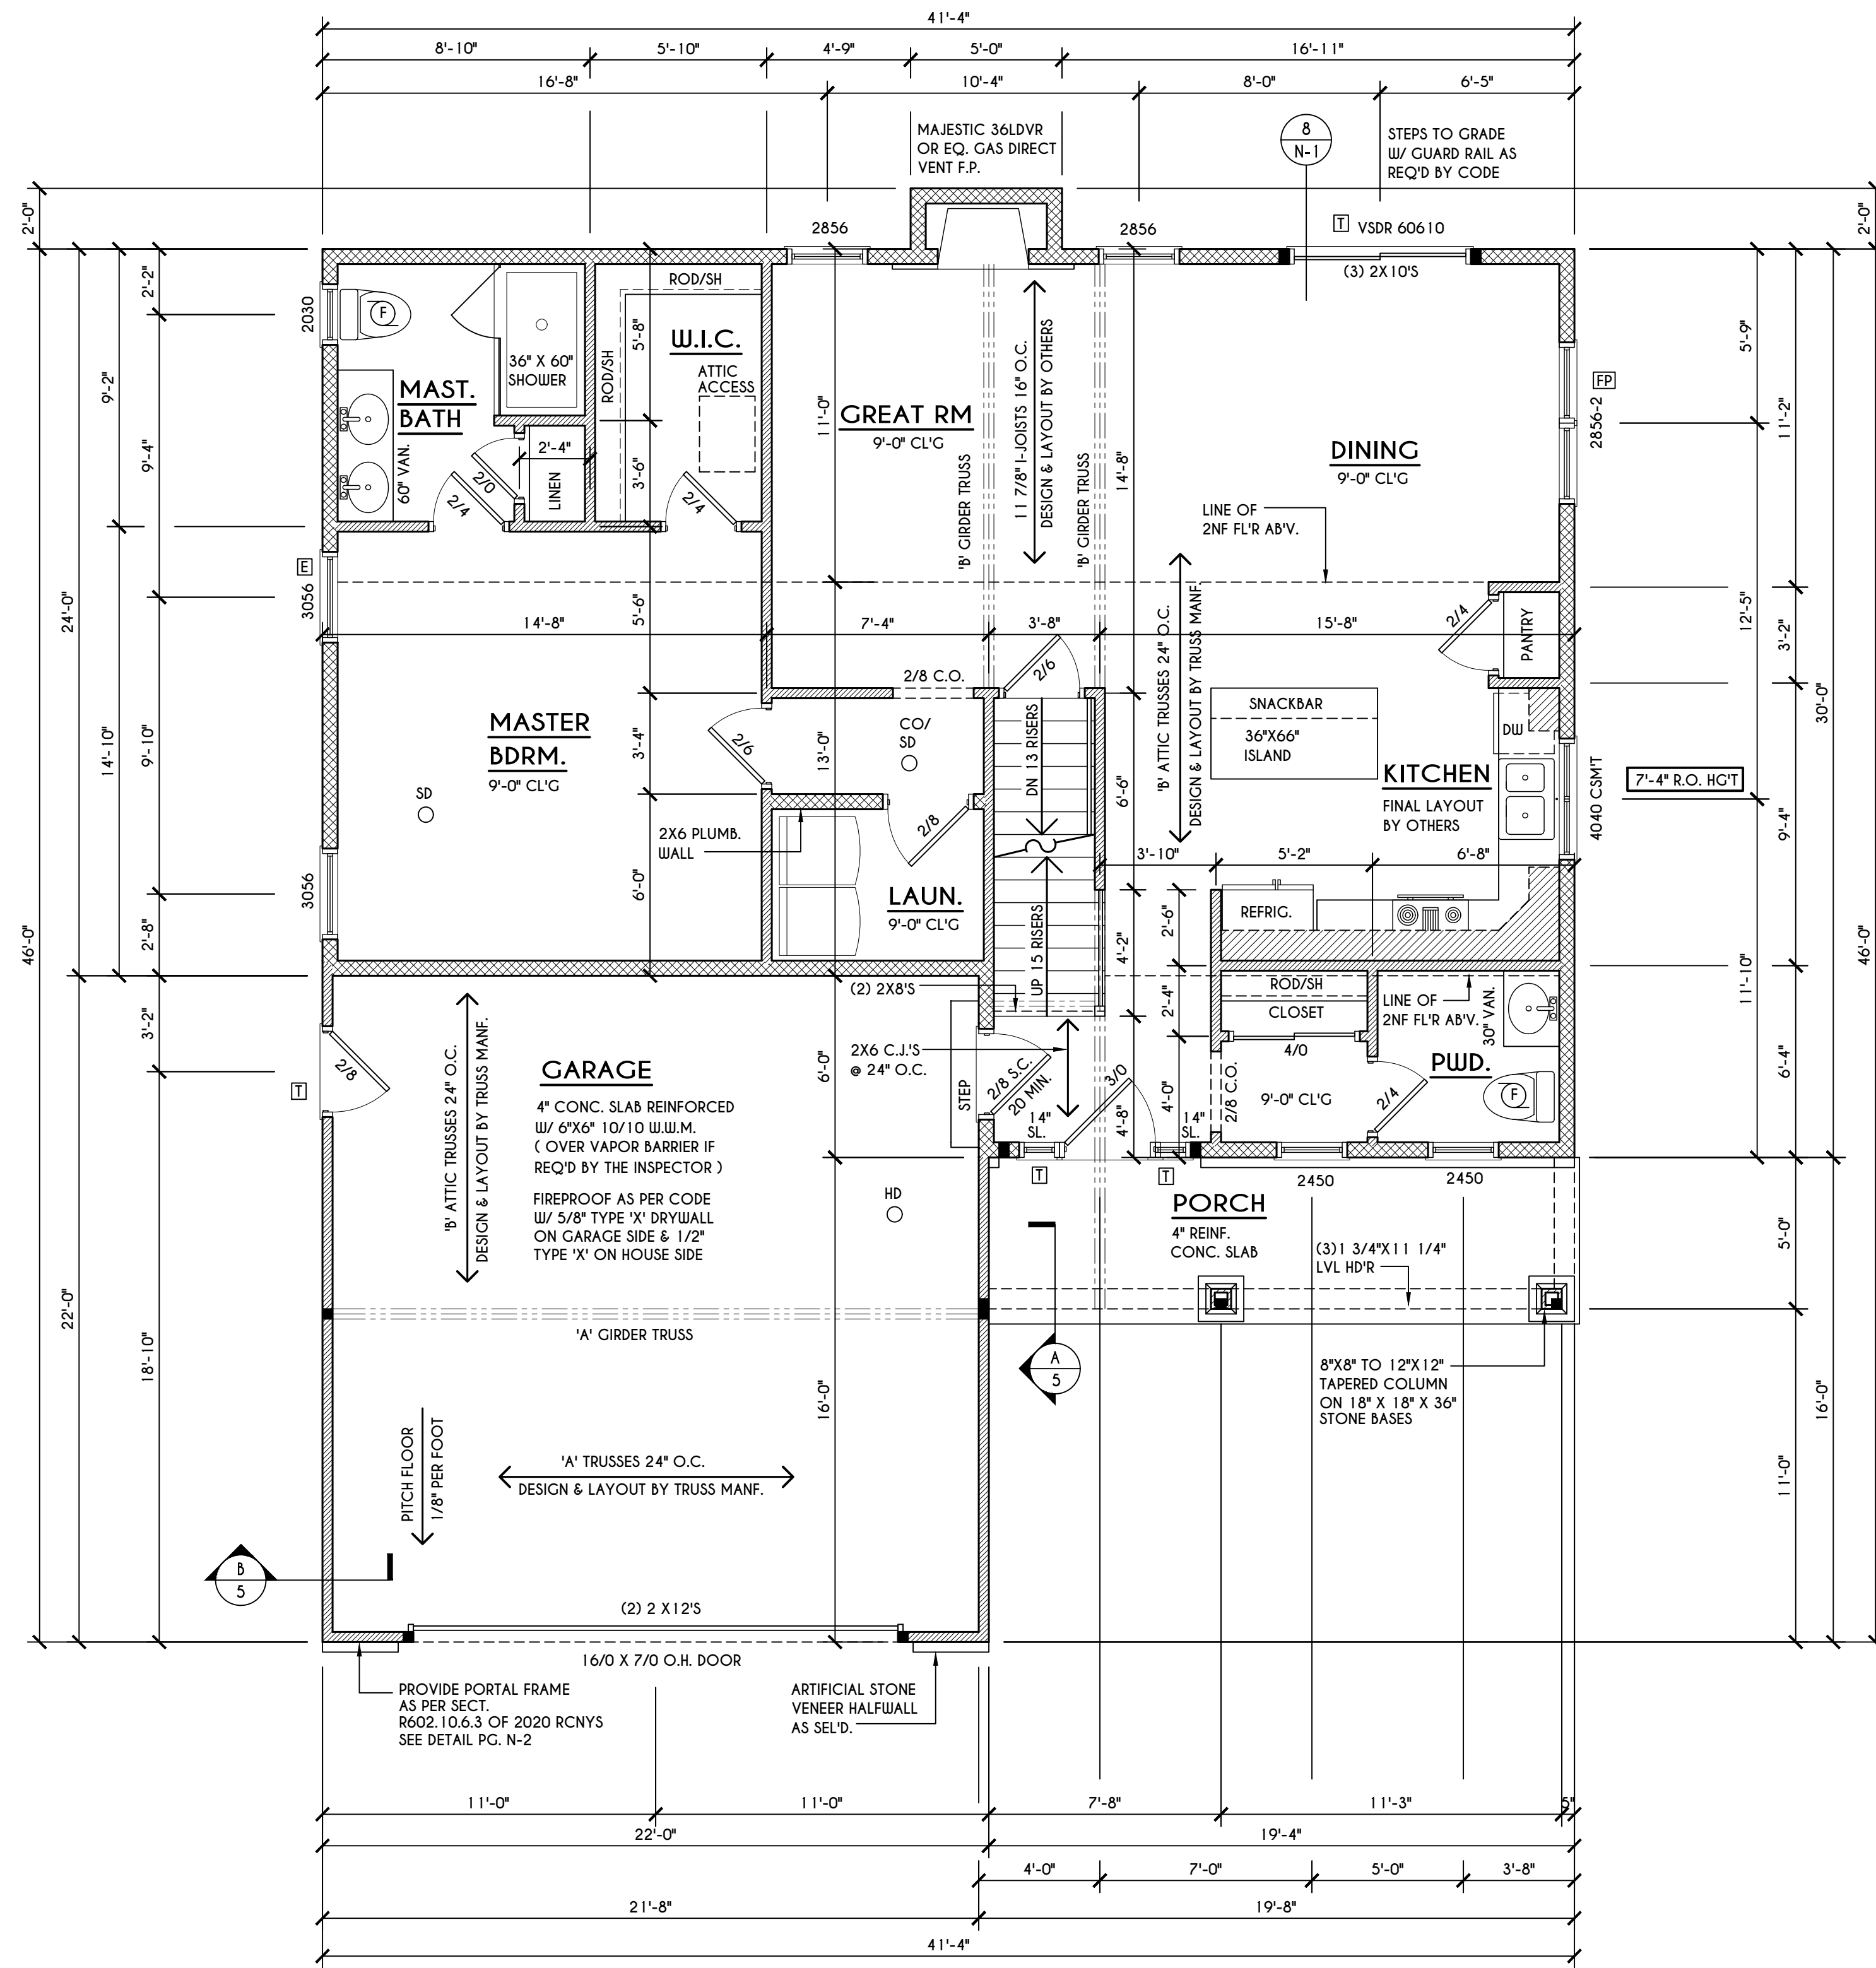 41'-4"
8'-10" 5'-10" 4'-9" 5'-0" 16'-11"
16'-8" 10'-4" 8'-0" 6'-5"
MAJESTIC 36LDVR
OR EQ. GAS DIRECT
VENT F.P.
8
N-1
STEPS TO GRADE
W/ GUARD RAIL AS
REQ'D BY CODE
2856
2856
T VSDR 60610
(3) 2X10'S
2'-0"
2'-0"
46'-0"
24'-0"
22'-0"
9'-2"
14'-10"
2'-2"
9'-4"
9'-10"
2'-8"
3'-2"
18'-10"
2030
E
3056
3056
T
F
36" X 60"
SHOWER
MAST.
BATH
60" VAN.
2/4
2/0
2'-4"
LINEN
ROD/SH
ROD/SH
W.I.C.
ATTIC
ACCESS
5'-8"
3'-6"
2/4
GREAT RM
9'-0" CL'G
11'-0"
'B' GIRDER TRUSS
11 7/8" I-JOISTS 16" O.C.
DESIGN & LAYOUT BY OTHERS
'B' GIRDER TRUSS
14'-8"
DINING
9'-0" CL'G
LINE OF
2NF FL'R AB'V.
2856-2
FP
5'-9"
12'-5"
11'-10"
11'-2"
3'-2"
9'-4"
6'-4"
5'-0"
11'-0"
30'-0"
16'-0"
46'-0"
14'-8" 7'-4" 3'-8" 15'-8"
5'-6"
3'-4"
6'-0"
MASTER
BDRM.
9'-0" CL'G
SD
2/6
2/8 C.O.
CO/
SD
13'-0"
2/6
DN 13 RISERS
UP 15 RISERS
6'-6"
4'-2"
4'-8"
'B' ATTIC TRUSSES 24" O.C.
DESIGN & LAYOUT BY TRUSS MANF.
2/4
PANTRY
SNACKBAR
36"X66"
ISLAND
DW
KITCHEN
FINAL LAYOUT
BY OTHERS
4040 CSM'T
7'-4" R.O. HG'T
2X6 PLUMB.
WALL
2/8
LAUN.
9'-0" CL'G
3'-10" 5'-2" 6'-8"
REFRIG.
2'-6"
2'-4"
4'-0"
(2) 2X8'S
ROD/SH
CLOSET
4/0
LINE OF
2NF FL'R AB'V.
30" VAN.
PWD.
F
2/4
9'-0" CL'G
2/8 C.O.
2X6 C.J.'S
@ 24" O.C.
STEP
2/8 S.C.
20 MIN.
3/0
14"
SL.
14"
SL.
T
T
2450
2450
6'-0"
2/8
'B' ATTIC TRUSSES 24" O.C.
DESIGN & LAYOUT BY TRUSS MANF.
GARAGE
4" CONC. SLAB REINFORCED
W/ 6"X6" 10/10 W.W.M.
( OVER VAPOR BARRIER IF
REQ'D BY THE INSPECTOR )
FIREPROOF AS PER CODE
W/ 5/8" TYPE 'X' DRYWALL
ON GARAGE SIDE & 1/2"
TYPE 'X' ON HOUSE SIDE
HD
PORCH
4" REINF.
CONC. SLAB
(3)1 3/4"X11 1/4"
LVL HD'R
'A' GIRDER TRUSS
A
5
8"X8" TO 12"X12"
TAPERED COLUMN
ON 18" X 18" X 36"
STONE BASES
16'-0"
PITCH FLOOR
1/8" PER FOOT
'A' TRUSSES 24" O.C.
DESIGN & LAYOUT BY TRUSS MANF.
B
5
(2) 2 X12'S
16/0 X 7/0 O.H. DOOR
PROVIDE PORTAL FRAME
AS PER SECT.
R602.10.6.3 OF 2020 RCNYS
SEE DETAIL PG. N-2
ARTIFICIAL STONE
VENEER HALFWALL
AS SEL'D.
11'-0" 11'-0" 7'-8" 11'-3" 5"
22'-0" 19'-4"
4'-0" 7'-0" 5'-0" 3'-8"
21'-8" 19'-8"
41'-4"